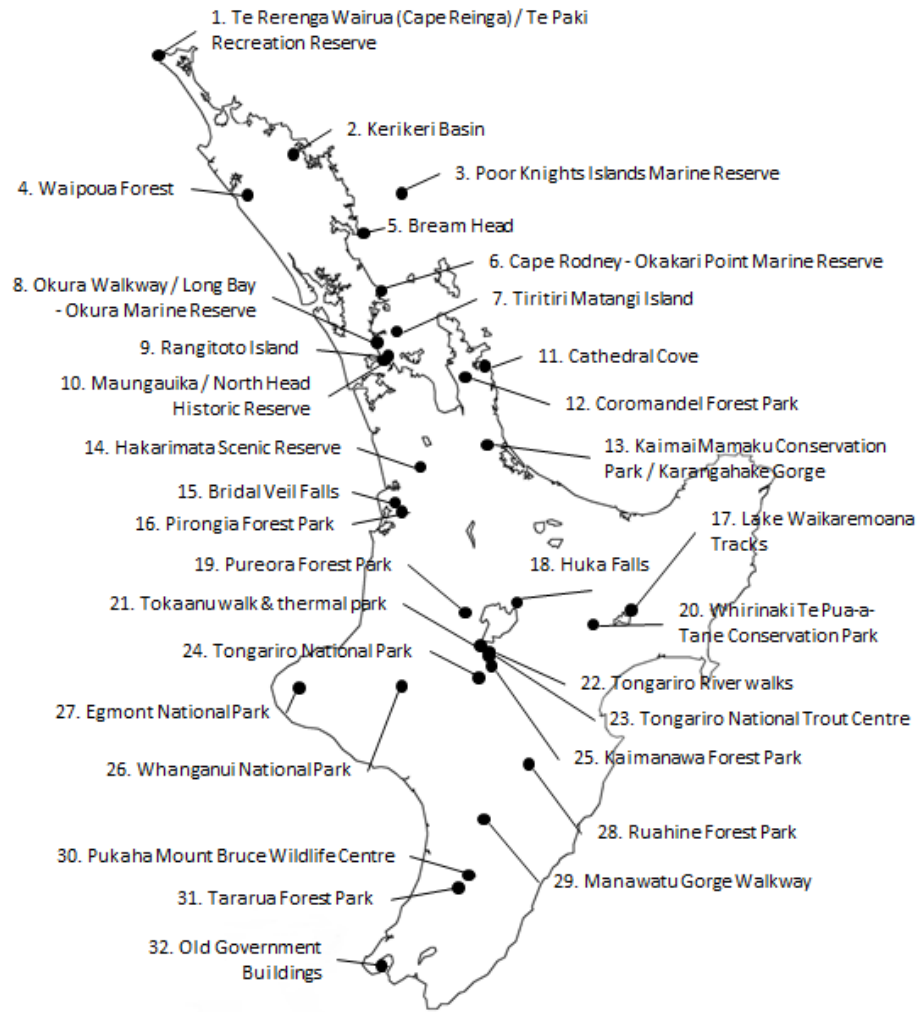 1. Te Rerenga Wairua (Cape Reinga) / Te Paki
Recreation Reserve
2. Kerikeri Basin
3. Poor Knights Islands Marine Reserve
4. Waipoua Forest
5. Bream Head
6. Cape Rodney - Okakari Point Marine Reserve
7. Tiritiri Matangi Island
8. Okura Walkway / Long Bay
- Okura Marine Reserve
9. Rangitoto Island
10. Maungauika / North Head
Historic Reserve
11. Cathedral Cove
12. Coromandel Forest Park
13. Kaimai Mamaku Conservation
Park / Karangahake Gorge
14. Hakarimata Scenic Reserve
15. Bridal Veil Falls
16. Pirongia Forest Park
17. Lake Waikaremoana
Tracks
18. Huka Falls
19. Pureora Forest Park
20. Whirinaki Te Pua-a-
Tane Conservation Park
21. Tokaanu walk & thermal park
22. Tongariro River walks
23. Tongariro National Trout Centre
24. Tongariro National Park
25. Kaimanawa Forest Park
26. Whanganui National Park
27. Egmont National Park
28. Ruahine Forest Park
29. Manawatu Gorge Walkway
30. Pukaha Mount Bruce Wildlife Centre
31. Tararua Forest Park
32. Old Government
Buildings